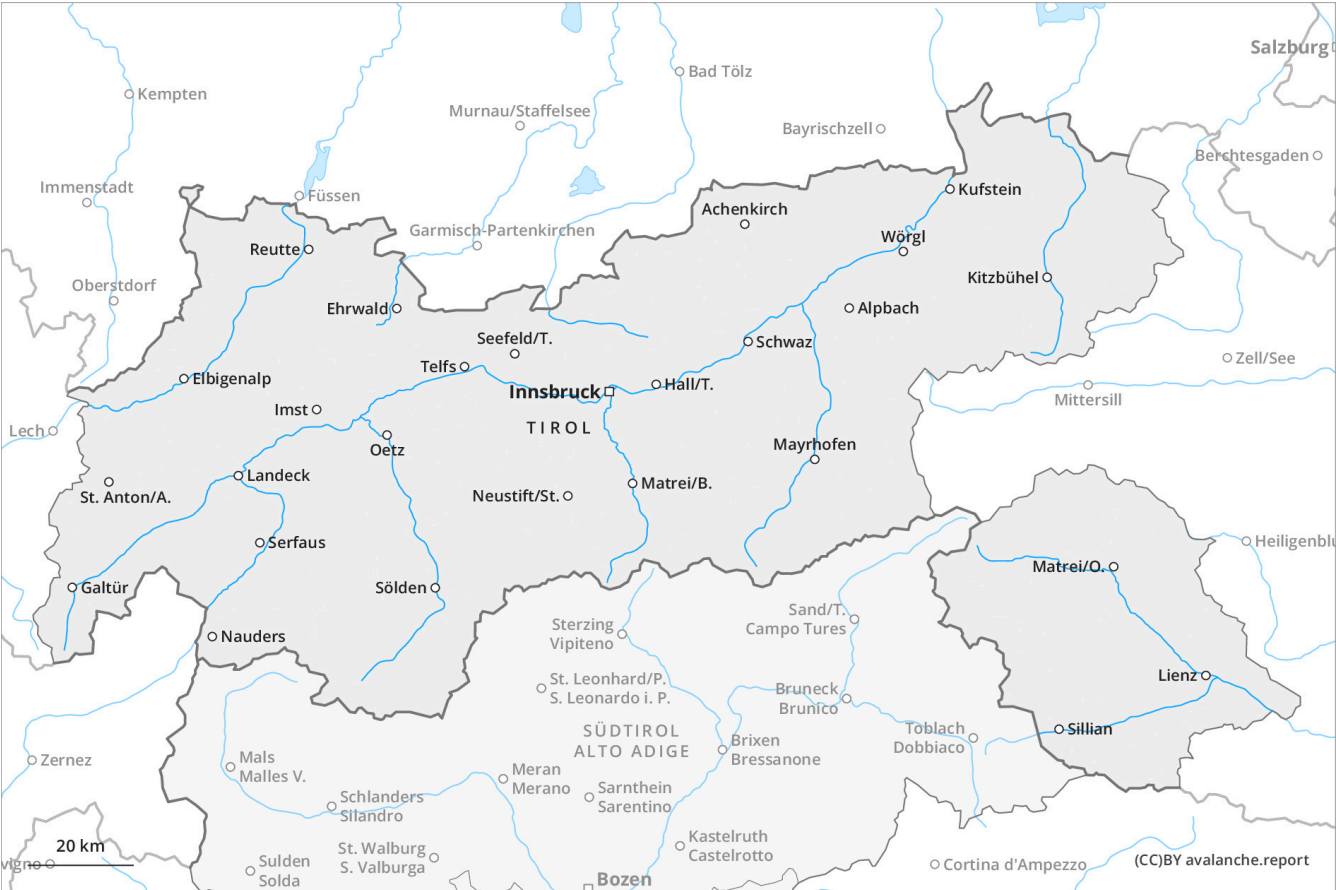 Salzburg
Bad Tölz
Kempten
Murnau/Staffelsee
Bayrischzell
Berchtesgaden
Immenstadt
Füssen
Kufstein
Achenkirch
Garmisch-Partenkirchen
Wörgl
Reutte
Kitzbühel
Oberstdorf
Ehrwald
Alpbach
Seefeld/T.
Schwaz
Zell/See
Telfs
Elbigenalp
Hall/T.
Innsbruck
Mittersill
Imst
TIROL
Lech
Oetz
Mayrhofen
Landeck
Matrei/B.
St. Anton/A.
Neustift/St.
Serfaus
Heiligenblu
Matrei/O.
Galtür
Sölden
Sand/T.
Campo Tures
Sterzing
Vipiteno
Nauders
Lienz
St. Leonhard/P.
S. Leonardo i. P.
Bruneck
Brunico
SÜDTIROL
ALTO ADIGE
Toblach
Dobbiaco
Sillian
Brixen
Bressanone
Zernez
Mals
Malles V.
Meran
Merano
Sarnthein
Sarentino
Schlanders
Silandro
20 km
Kastelruth
Castelrotto
St. Walburg
S. Valburga
vigno
Sulden
Solda
Cortina d'Ampezzo
(CC)BY avalanche.report
Bozen